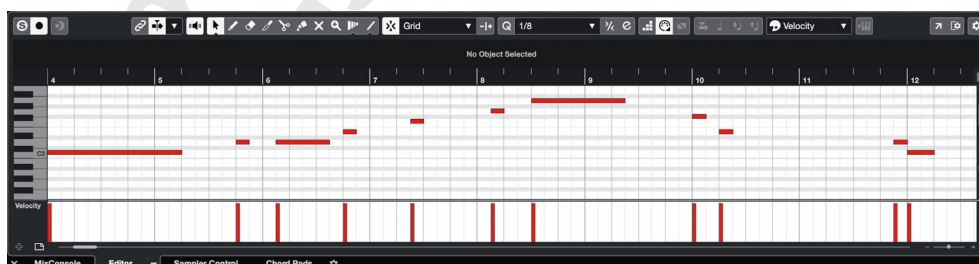 Grid Q 1/8 Velocity
No Object Selected
4 5 6 7 8 9 10 11 12
C3
Velocity
MixConsole Editor Sampler Control Chord Pads